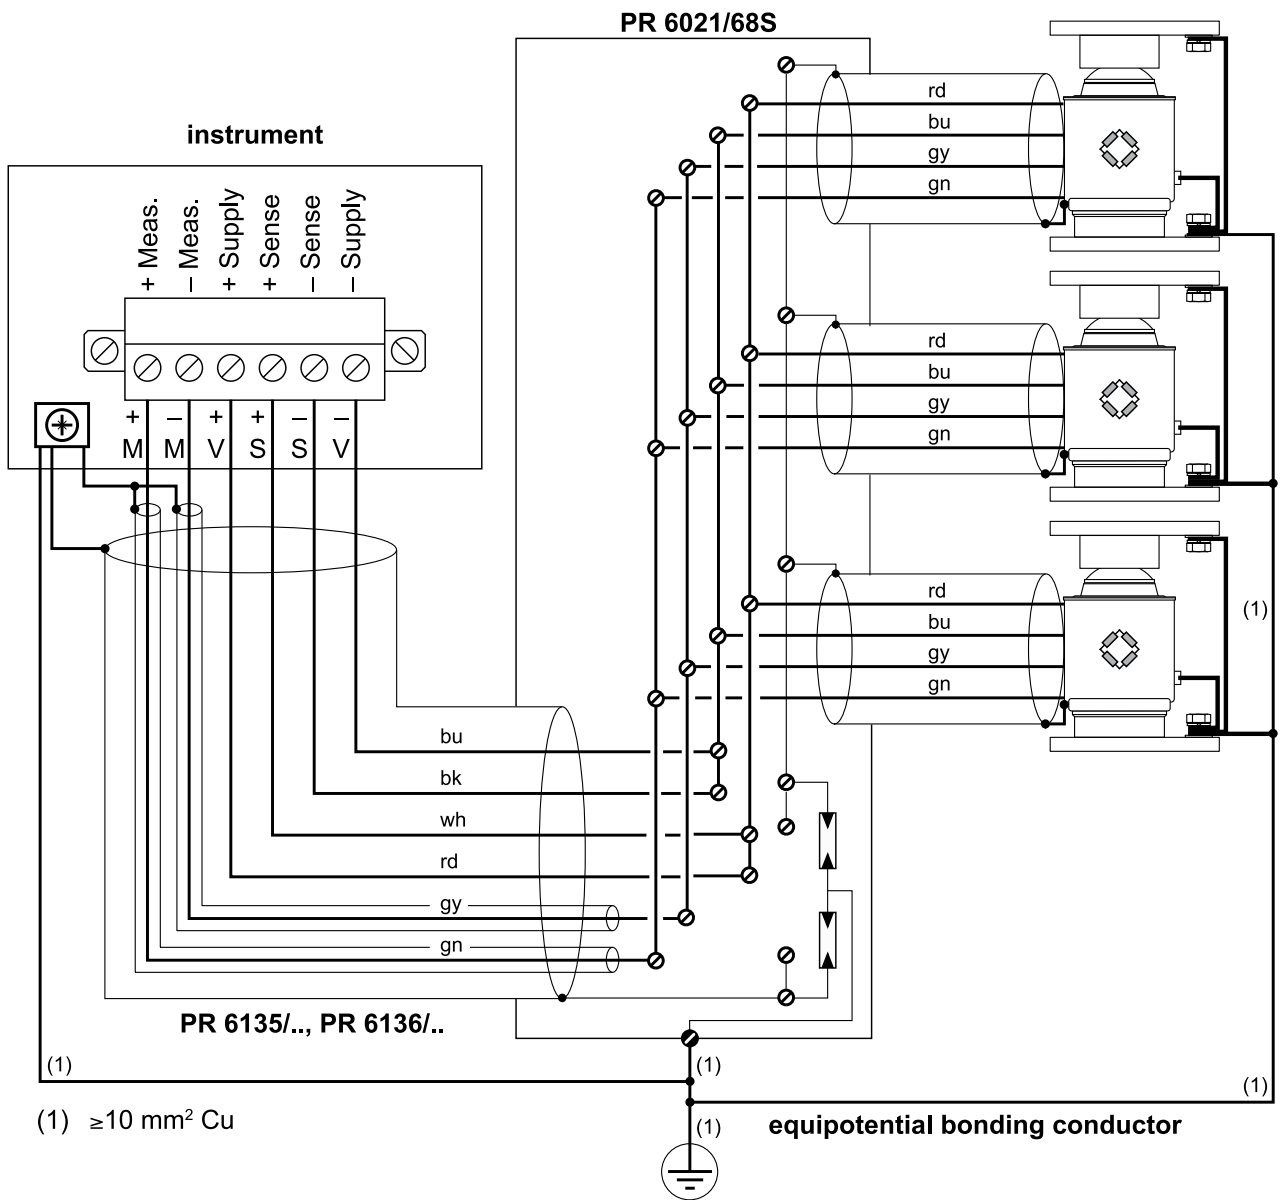 PR 6021/68S
instrument
+ Meas.
– Meas.
+ Supply
+ Sense
– Sense
– Supply
+ – + + – –
M M V S S V
rd
bu
gy
gn
rd
bu
gy
gn
rd
bu
gy
gn
(1)
bu
bk
wh
rd
gy
gn
PR 6135/.., PR 6136/..
(1)
(1)
(1)
(1) ≥10 mm² Cu
(1)
equipotential bonding conductor